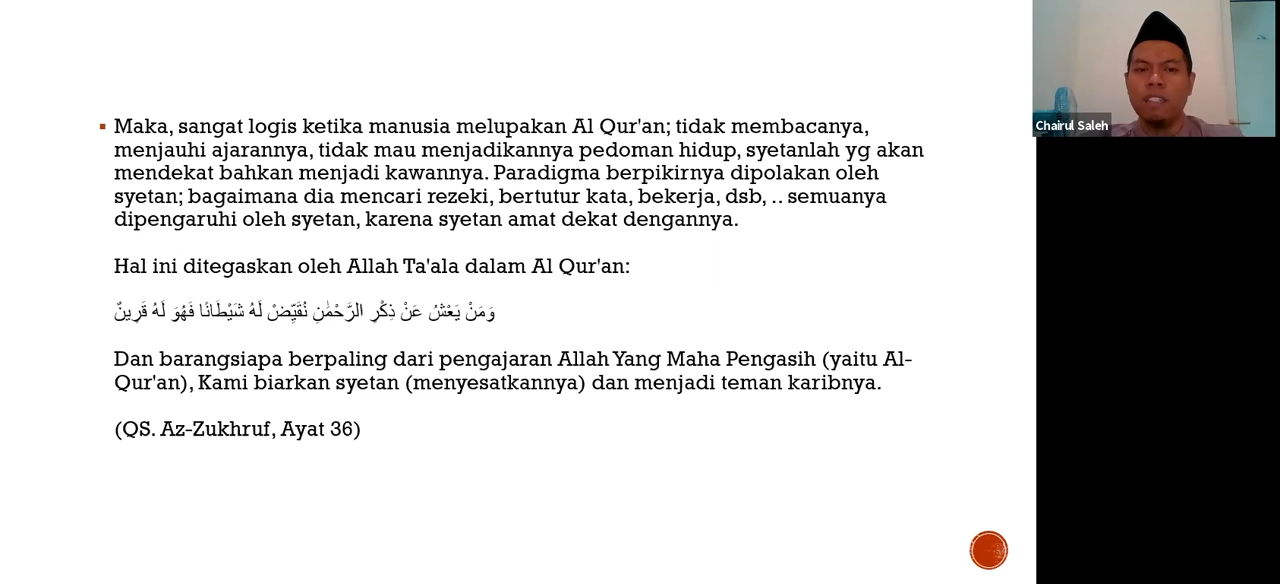 Maka, sangat logis ketika manusia melupakan Al Qur'an; tidak membacanya,
menjauhi ajarannya, tidak mau menjadikannya pedoman hidup, syetanlah yg akan
mendekat bahkan menjadi kawannya. Paradigma berpikirnya dipolakan oleh
syetan; bagaimana dia mencari rezeki, bertutur kata, bekerja, dsb, .. semuanya
dipengaruhi oleh syetan, karena syetan amat dekat dengannya.
Hal ini ditegaskan oleh Allah Ta'ala dalam Al Qur'an:
وَمَنْ يَعْشُ عَنْ ذِكْرِ الرَّحْمَٰنِ نُقَيِّضْ لَهُ شَيْطَانًا فَهُوَ لَهُ قَرِينٌ
Dan barangsiapa berpaling dari pengajaran Allah Yang Maha Pengasih (yaitu Al-
Qur'an), Kami biarkan syetan (menyesatkannya) dan menjadi teman karibnya.
(QS. Az-Zukhruf, Ayat 36)
Chairul Saleh